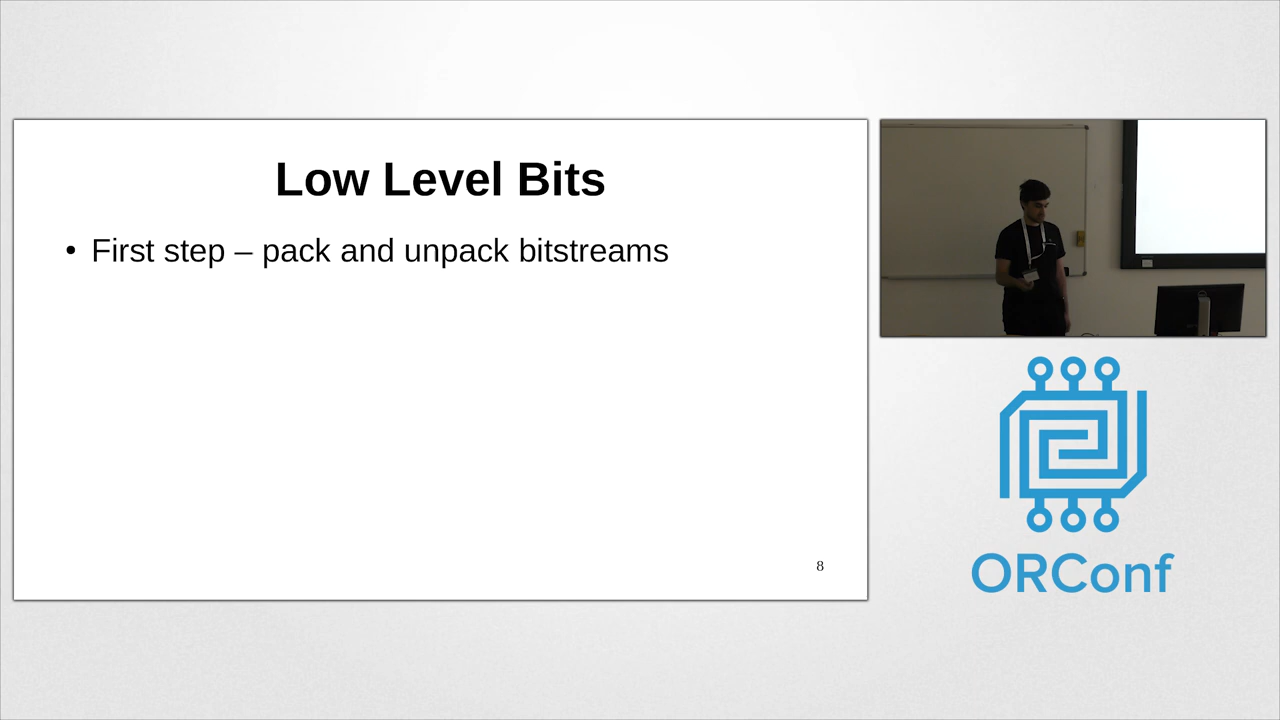 Low Level Bits
• First step – pack and unpack bitstreams
8
ORConf